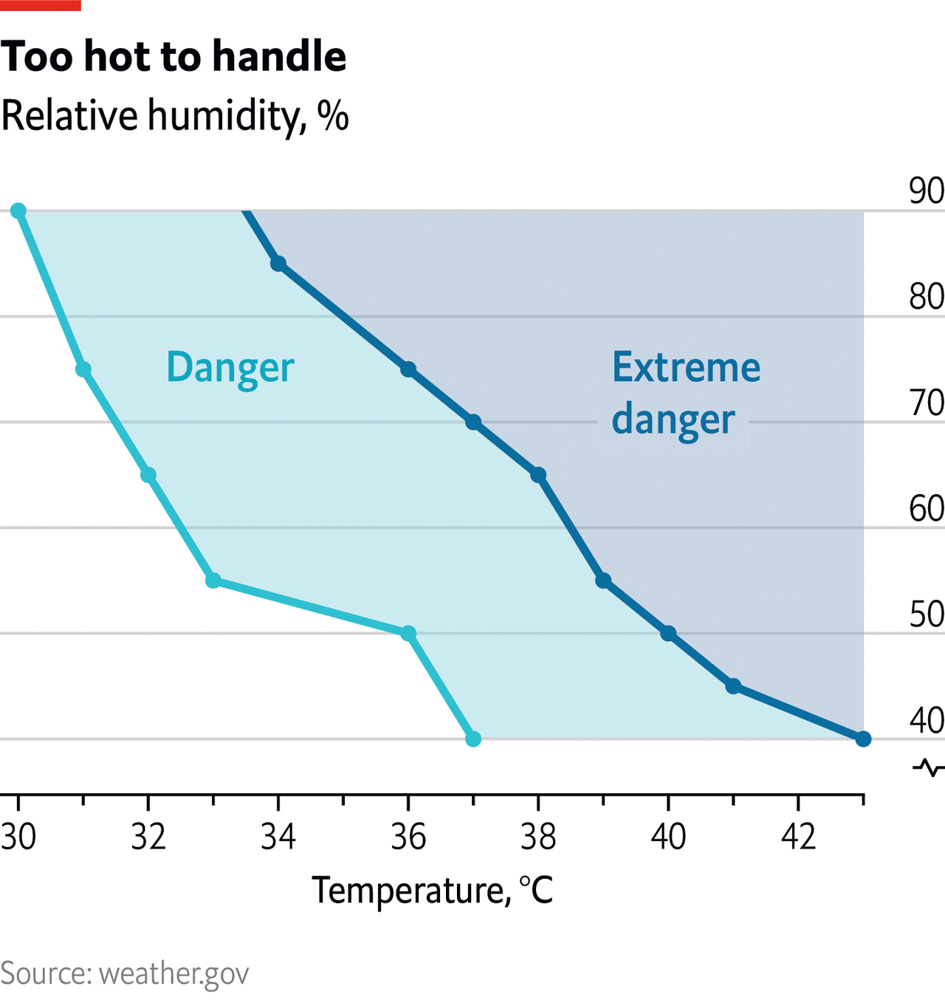 Too hot to handle
Relative humidity, %
90
80
Danger
Extreme
danger
70
60
50
40
30 32 34 36 38 40 42
Temperature, °C
Source: weather.gov